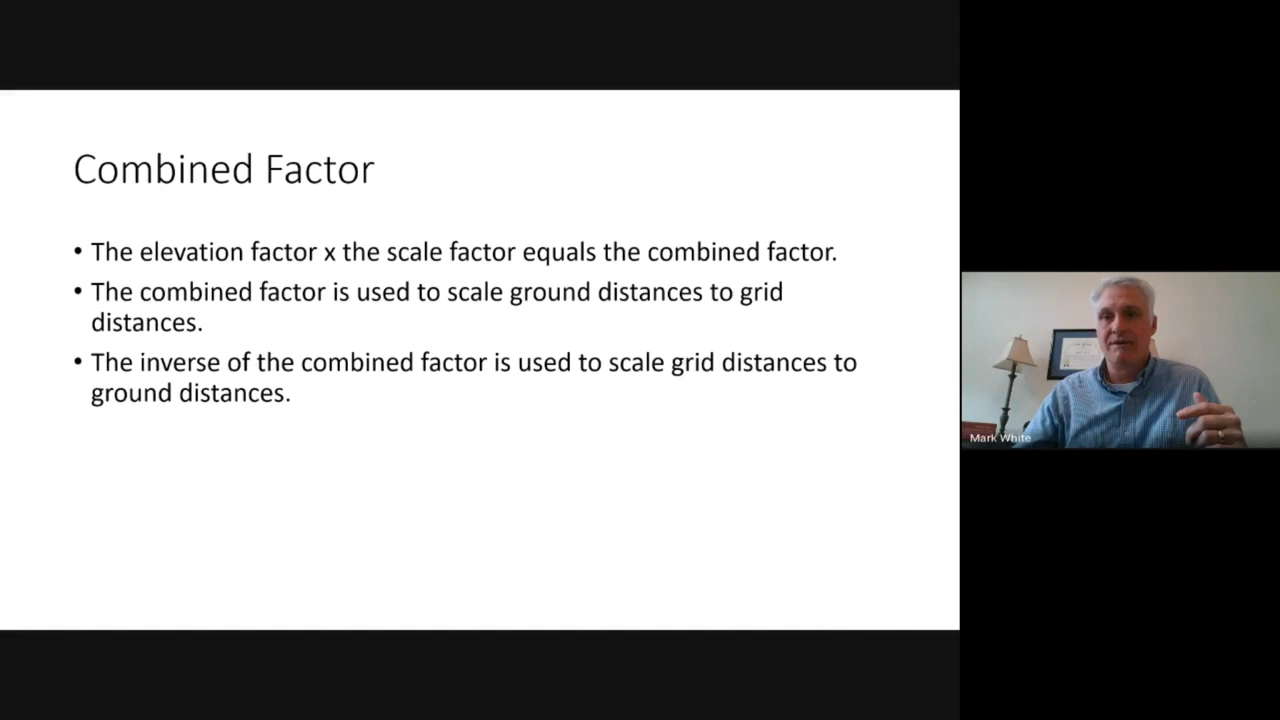 Combined Factor
• The elevation factor x the scale factor equals the combined factor.
• The combined factor is used to scale ground distances to grid
distances.
• The inverse of the combined factor is used to scale grid distances to
ground distances.
Mark White